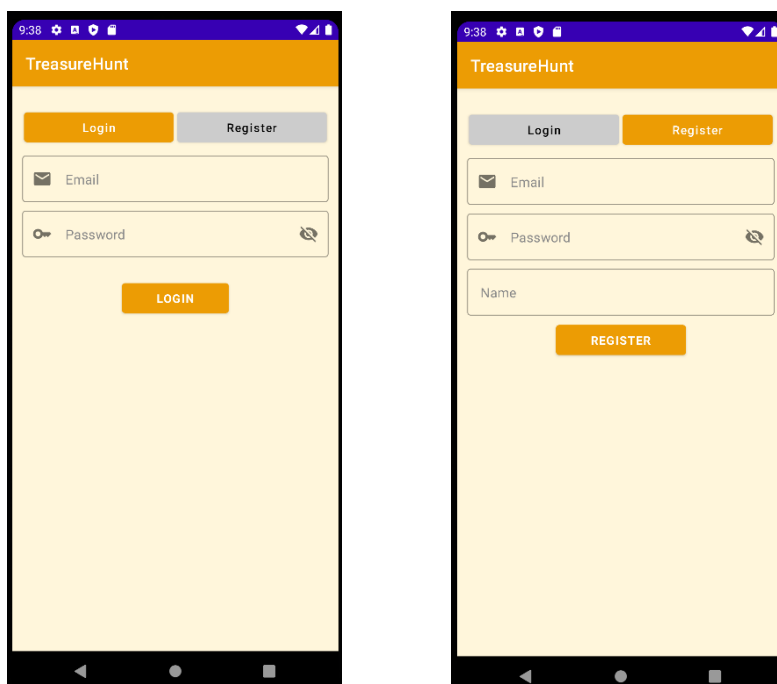 9:38
TreasureHunt
Login Register
Email
Password
LOGIN
9:38
TreasureHunt
Login Register
Email
Password
Name
REGISTER